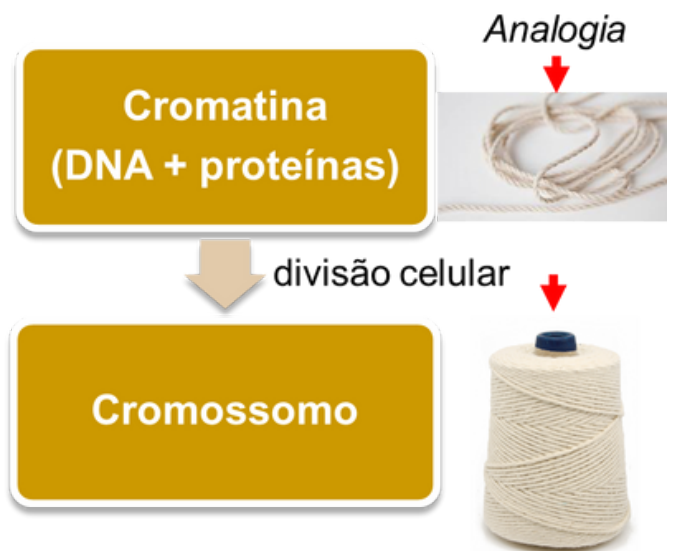 Analogia
Cromatina
(DNA + proteínas)
divisão celular
Cromossomo